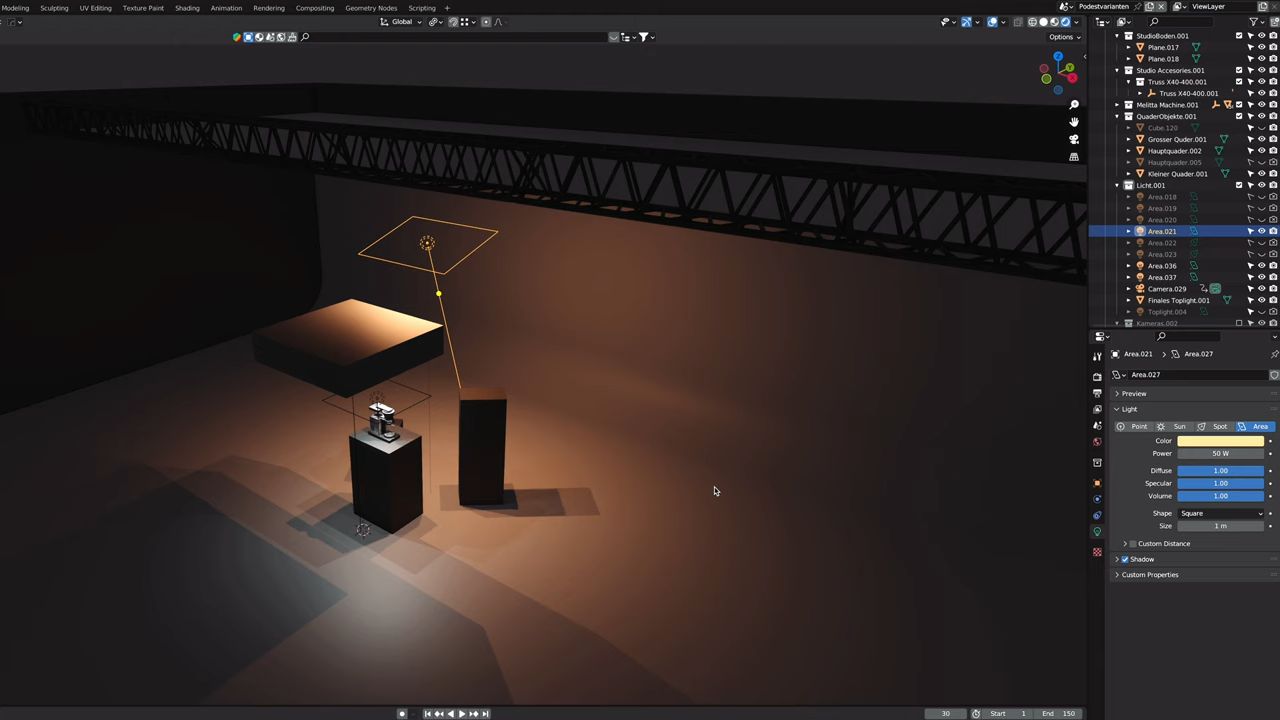 Modeling Sculpting UV Editing Texture Paint Shading Animation Rendering Compositing Geometry Nodes Scripting Podestvarianten ViewLayer
Global
Options
StudioBoden.001
Plane.017
Plane.018
Studio Accesories.001
Truss X40-400.001
Truss X40-400.001
Melitta Machine.001
QuaderObjekte.001
Cube.120
Grosser Quder.001
Hauptquader.002
Hauptquader.005
Kleiner Quader.001
Licht.001
Area.018
Area.019
Area.020
Area.021
Area.022
Area.023
Area.036
Area.037
Camera.029
Finales Toplight.001
Toplight.004
Kameras.002
Area.021 Area.027
Area.027
Preview
Light
Point Sun Spot Area
Color
Power 50 W
Diffuse 1.00
Specular 1.00
Volume 1.00
Shape Square
Size 1 m
Custom Distance
Shadow
Custom Properties
30 Start 1 End 150